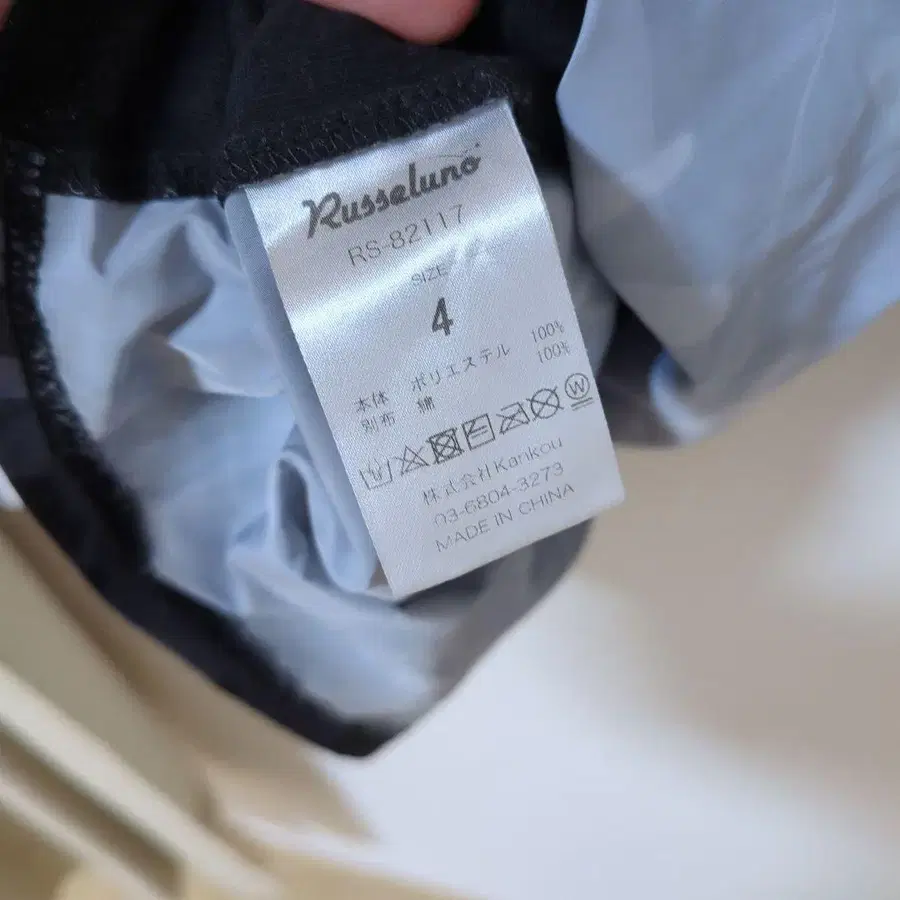 Russeluno
RS-82117
SIZE
4
本体 ポリエステル 100%
別布 綿 100%
W
株式会社Kankou
03-6804-3273
MADE IN CHINA